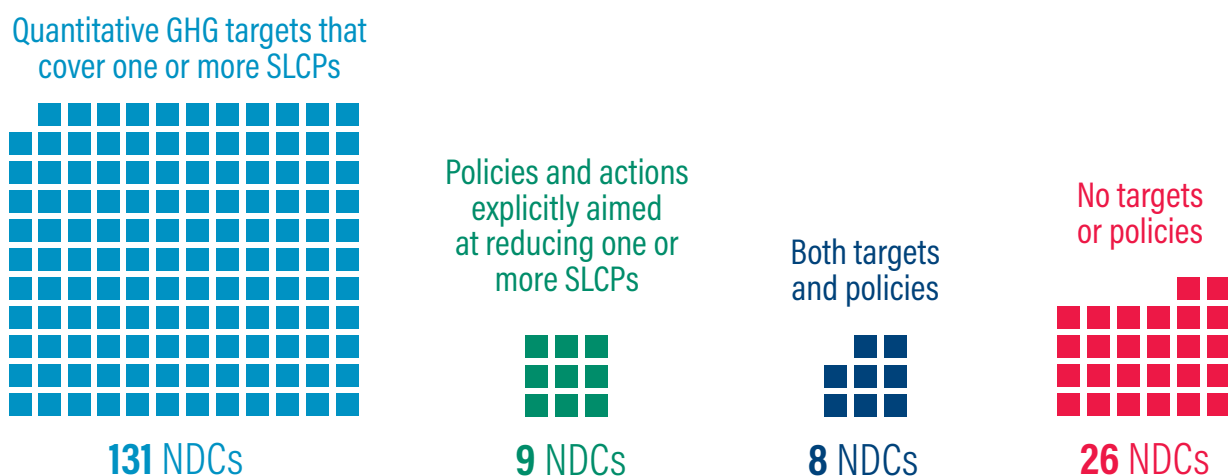 Quantitative GHG targets that
cover one or more SLCPs
131 NDCs
Policies and actions
explicitly aimed
at reducing one or
more SLCPs
9 NDCs
Both targets
and policies
8 NDCs
No targets
or policies
26 NDCs